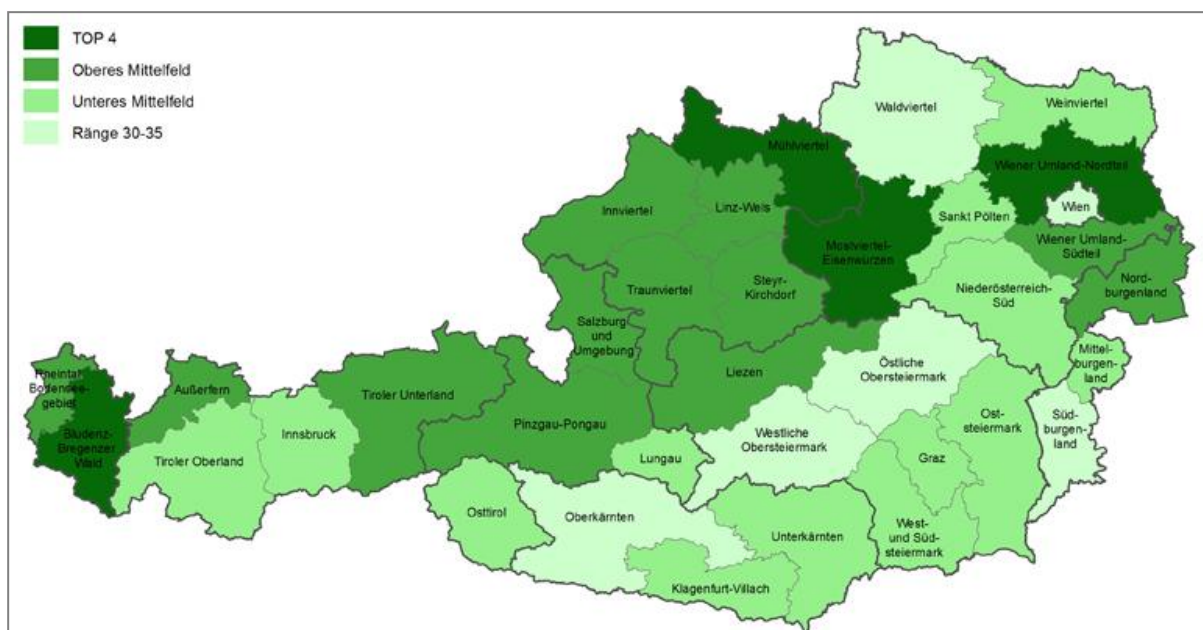 TOP 4
Oberes Mittelfeld
Unteres Mittelfeld
Ränge 30-35
Waldviertel
Weinviertel
Mühlviertel
Wiener Umland-Nordteil
Wien
Innviertel
Linz-Wels
Sankt Pölten
Mostviertel-
Eisenwurzen
Wiener Umland-
Südteil
Nord-
burgenland
Traunviertel
Steyr-
Kirchdorf
Niederösterreich-
Süd
Salzburg
und
Umgebung
Mittel-
burgen-
land
Rheintal-
Bodensee-
gebiet
Außerfern
Tiroler Unterland
Liezen
Östliche
Obersteiermark
Bludenz-
Bregenzer
Wald
Tiroler Oberland
Innsbruck
Pinzgau-Pongau
Lungau
Westliche
Obersteiermark
Ost-
steiermark
Süd-
burgen-
land
Graz
Osttirol
Oberkärnten
Unterkärnten
West-
und Süd-
steiermark
Klagenfurt-Villach